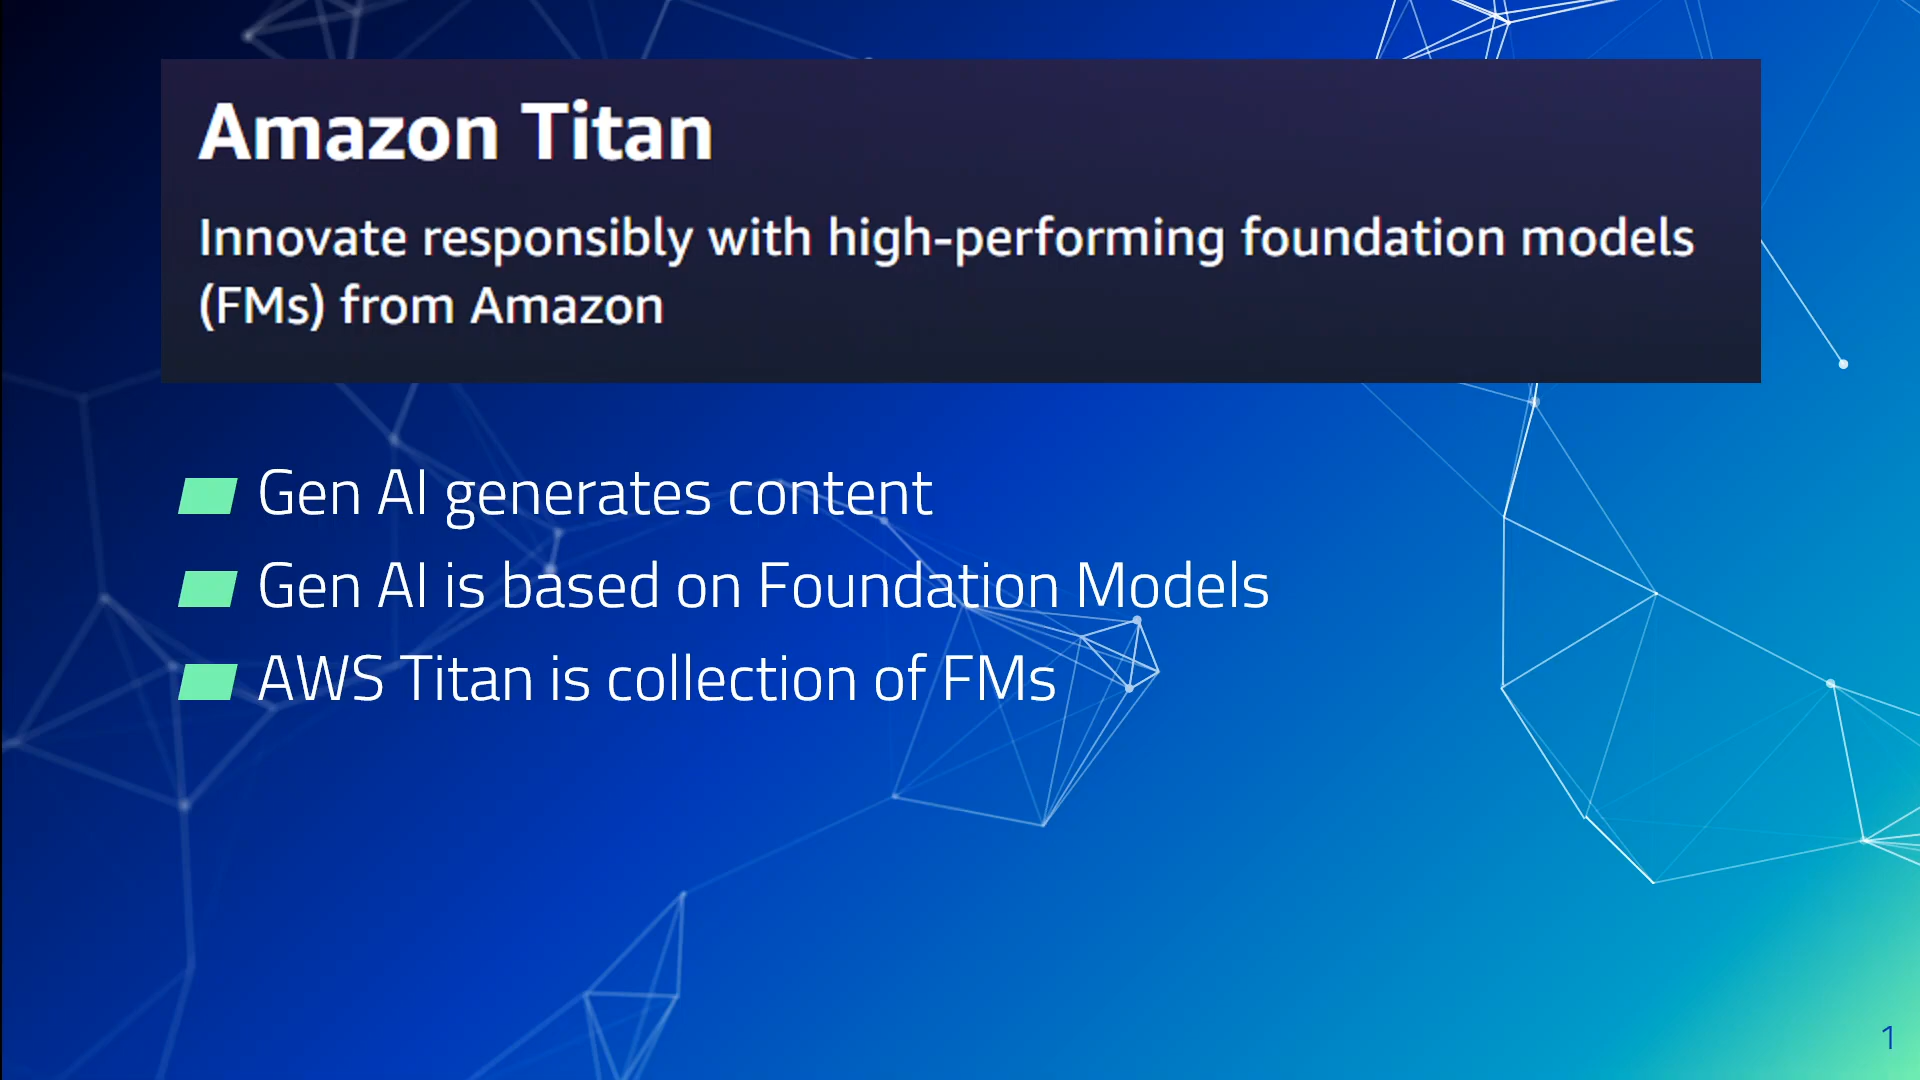 Amazon Titan
Innovate responsibly with high-performing foundation models
(FMs) from Amazon
Gen AI generates content
Gen AI is based on Foundation Models
AWS Titan is collection of FMs
1